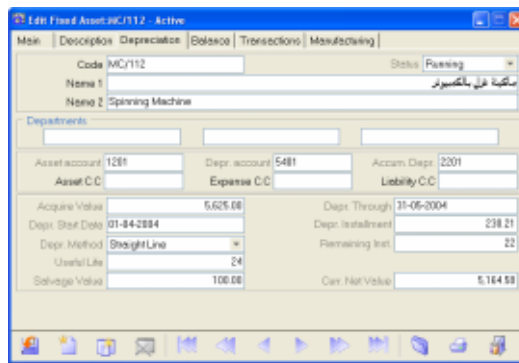 Edit Fixed Asset:MC/112 - Active
Main Description Depreciation Balance Transactions Manufacturing
Code MC/112 Status Running
Name 1 ماكينة غزل بالكمبيوتر
Name 2 Spinning Machine
Departments
Asset account 1201 Depr. account 5401 Accum. Depr. 2201
Asset C.C Expense C.C Liability C.C
Acquire Value 5,625.00 Depr. Through 31-05-2004
Depr. Start Date 01-04-2004 Depr. Installment 230.21
Depr. Method Straight Line Remaining Inst. 22
Useful Life 24
Salvage Value 100.00 Curr. Net Value 5,164.58